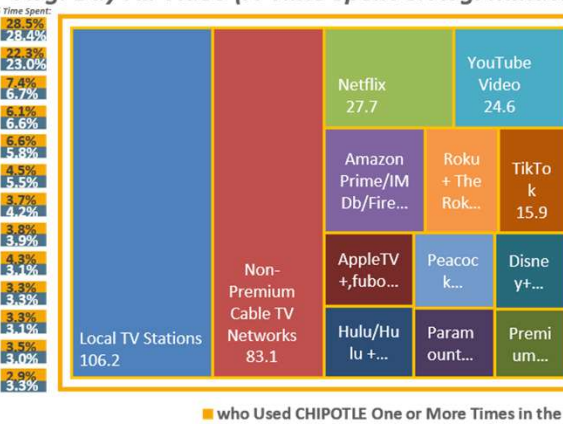 Time Spent:
28.5%
28.4%
22.3%
23.0%
7.4%
6.7%
6.1%
6.6%
6.6%
5.8%
4.5%
5.5%
3.7%
4.2%
3.8%
3.9%
4.3%
3.1%
3.3%
3.3%
3.3%
3.1%
3.5%
3.0%
2.9%
3.3%
Local TV Stations
106.2
Non-
Premium
Cable TV
Networks
83.1
Netflix
27.7
YouTube
Video
24.6
Amazon
Prime/IM
Db/Fire...
Roku
+ The
Rok...
TikTo
k
15.9
AppleTV
+,fubo...
Peacoc
k...
Disne
y+...
Hulu/Hu
lu +...
Param
ount...
Premi
um...
who Used CHIPOTLE One or More Times in the